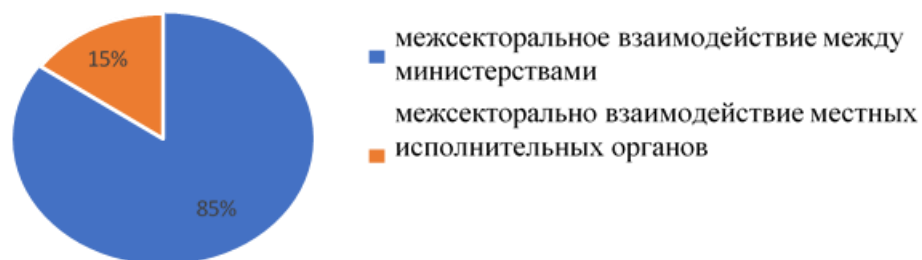 15%
85%
межсекторальное взаимодействие между
министерствами
межсекторально взаимодействие местных
исполнительных органов